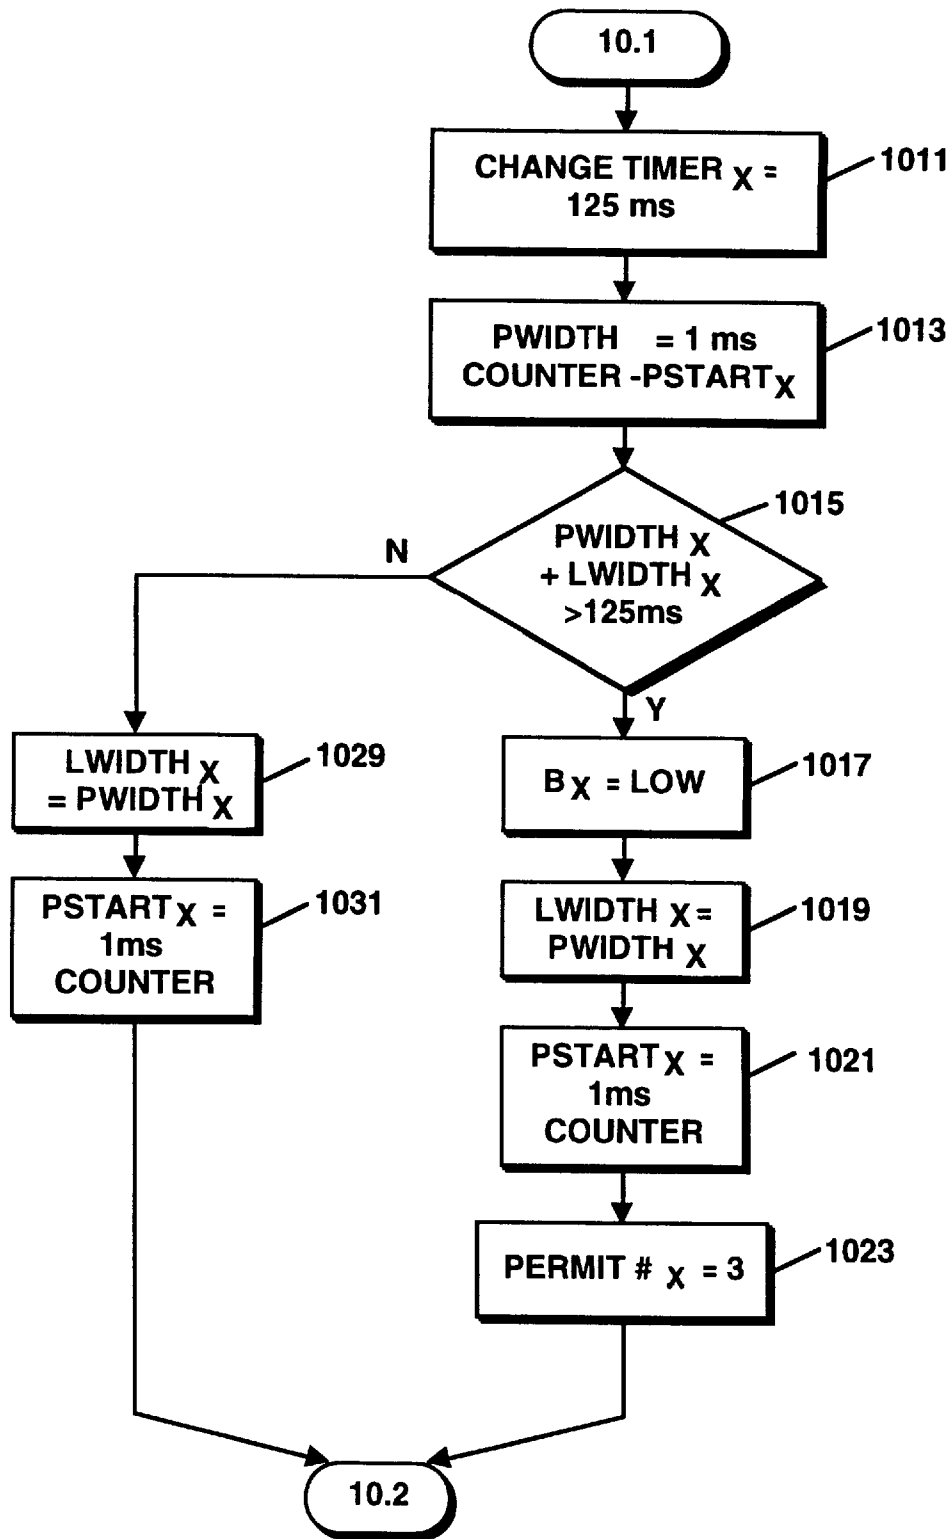 10.1
CHANGE TIMER X =
125 ms
1011
PWIDTH = 1 ms
COUNTER -PSTART X
1013
PWIDTH X
+ LWIDTH X
>125ms
1015
N
Y
LWIDTH X
= PWIDTH X
1029
PSTART X =
1ms
COUNTER
1031
B X = LOW
1017
LWIDTH X =
PWIDTH X
1019
PSTART X =
1ms
COUNTER
1021
PERMIT # X = 3
1023
10.2